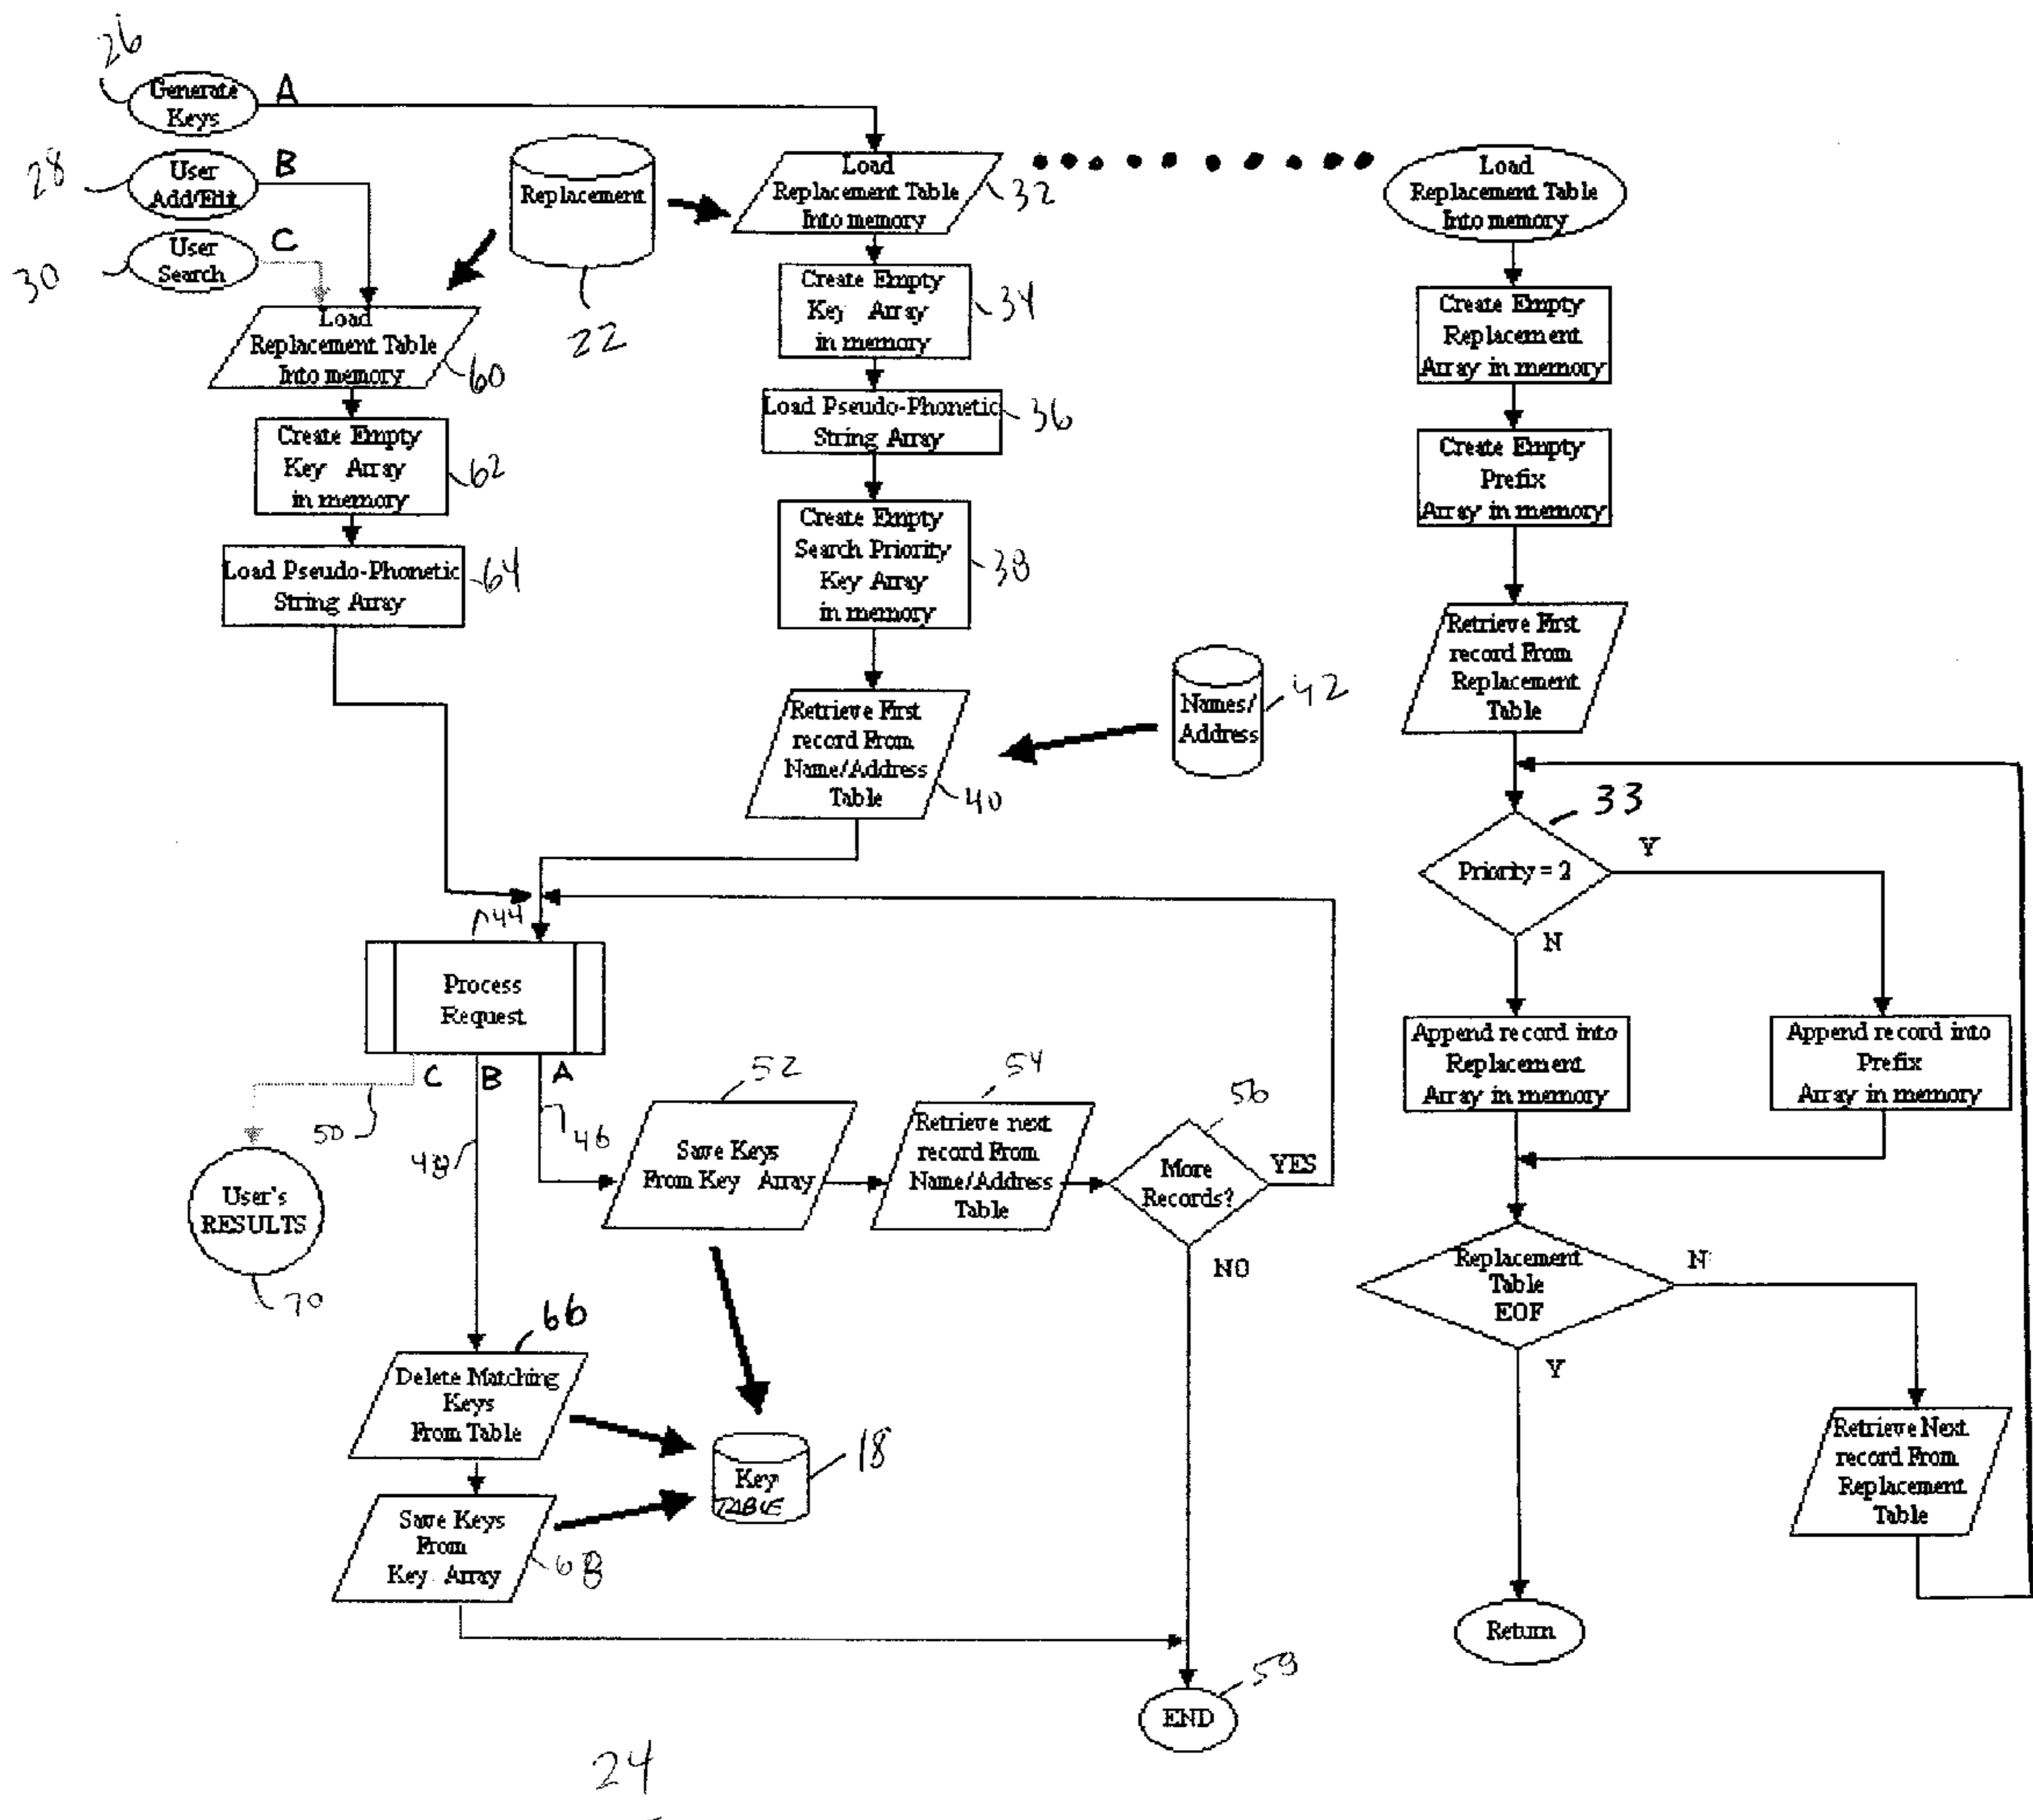 26
Generate
Keys
A
28
User
Add/Edit
B
30
User
Search
C
Replacement
22
Load
Replacement Table
Into memory
32
Load
Replacement Table
Into memory
60
Create Empty
Key Array
in memory
62
Load Pseudo-Phonetic
String Array
64
Create Empty
Key Array
in memory
34
Load Pseudo-Phonetic
String Array
36
Create Empty
Search Priority
Key Array
in memory
38
Retrieve First
record From
Name/Address
Table
40
Names/
Address
42
44
Process
Request
C
B
A
50
48
46
User's
RESULTS
70
52
Save Keys
From Key Array
54
Retrieve next
record From
Name/Address
Table
56
More
Records?
YES
NO
66
Delete Matching
Keys
From Table
Save Keys
From
Key Array
68
Key
TABLE
18
59
END
Load
Replacement Table
Into memory
Create Empty
Replacement
Array in memory
Create Empty
Prefix
Array in memory
Retrieve First
record From
Replacement
Table
33
Priority = 2
Y
N
Append record into
Replacement
Array in memory
Append record into
Prefix
Array in memory
Replacement
Table
EOF
N
Y
Retrieve Next
record From
Replacement
Table
Return
24